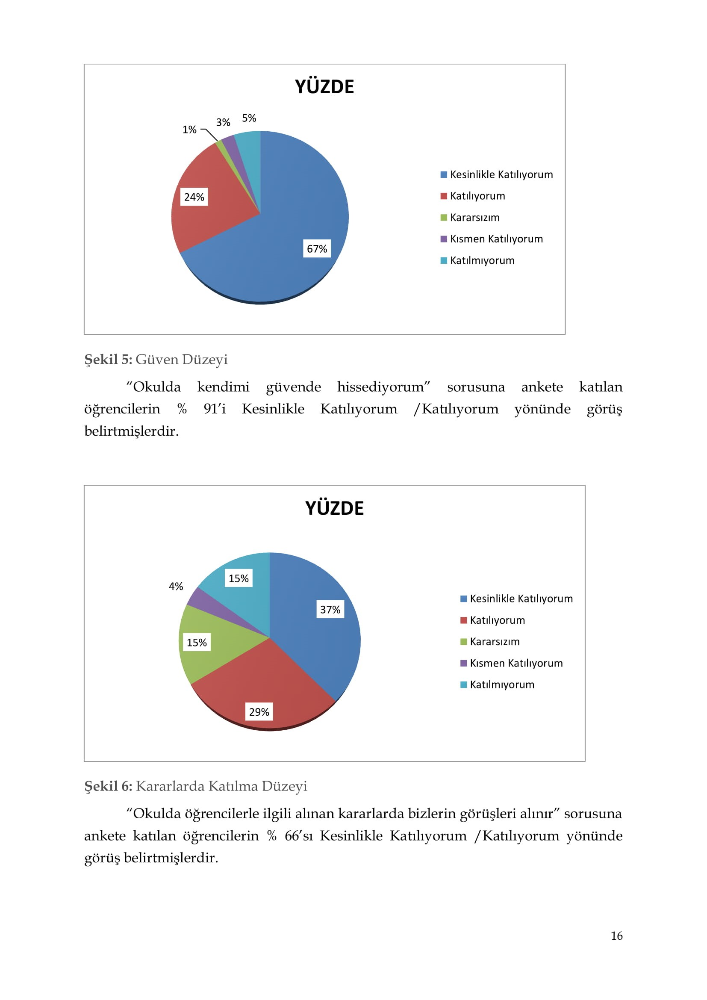 YÜZDE
5%
3%
1%
24%
67%
Kesinlikle Katılıyorum
Katılıyorum
Kararsızım
Kısmen Katılıyorum
Katılmıyorum
Şekil 5: Güven Düzeyi
“Okulda kendimi güvende hissediyorum” sorusuna ankete katılan
öğrencilerin % 91’i Kesinlikle Katılıyorum /Katılıyorum yönünde görüş
belirtmişlerdir.
YÜZDE
15%
4%
37%
15%
29%
Kesinlikle Katılıyorum
Katılıyorum
Kararsızım
Kısmen Katılıyorum
Katılmıyorum
Şekil 6: Kararlarda Katılma Düzeyi
“Okulda öğrencilerle ilgili alınan kararlarda bizlerin görüşleri alınır” sorusuna
ankete katılan öğrencilerin % 66’sı Kesinlikle Katılıyorum /Katılıyorum yönünde
görüş belirtmişlerdir.
16